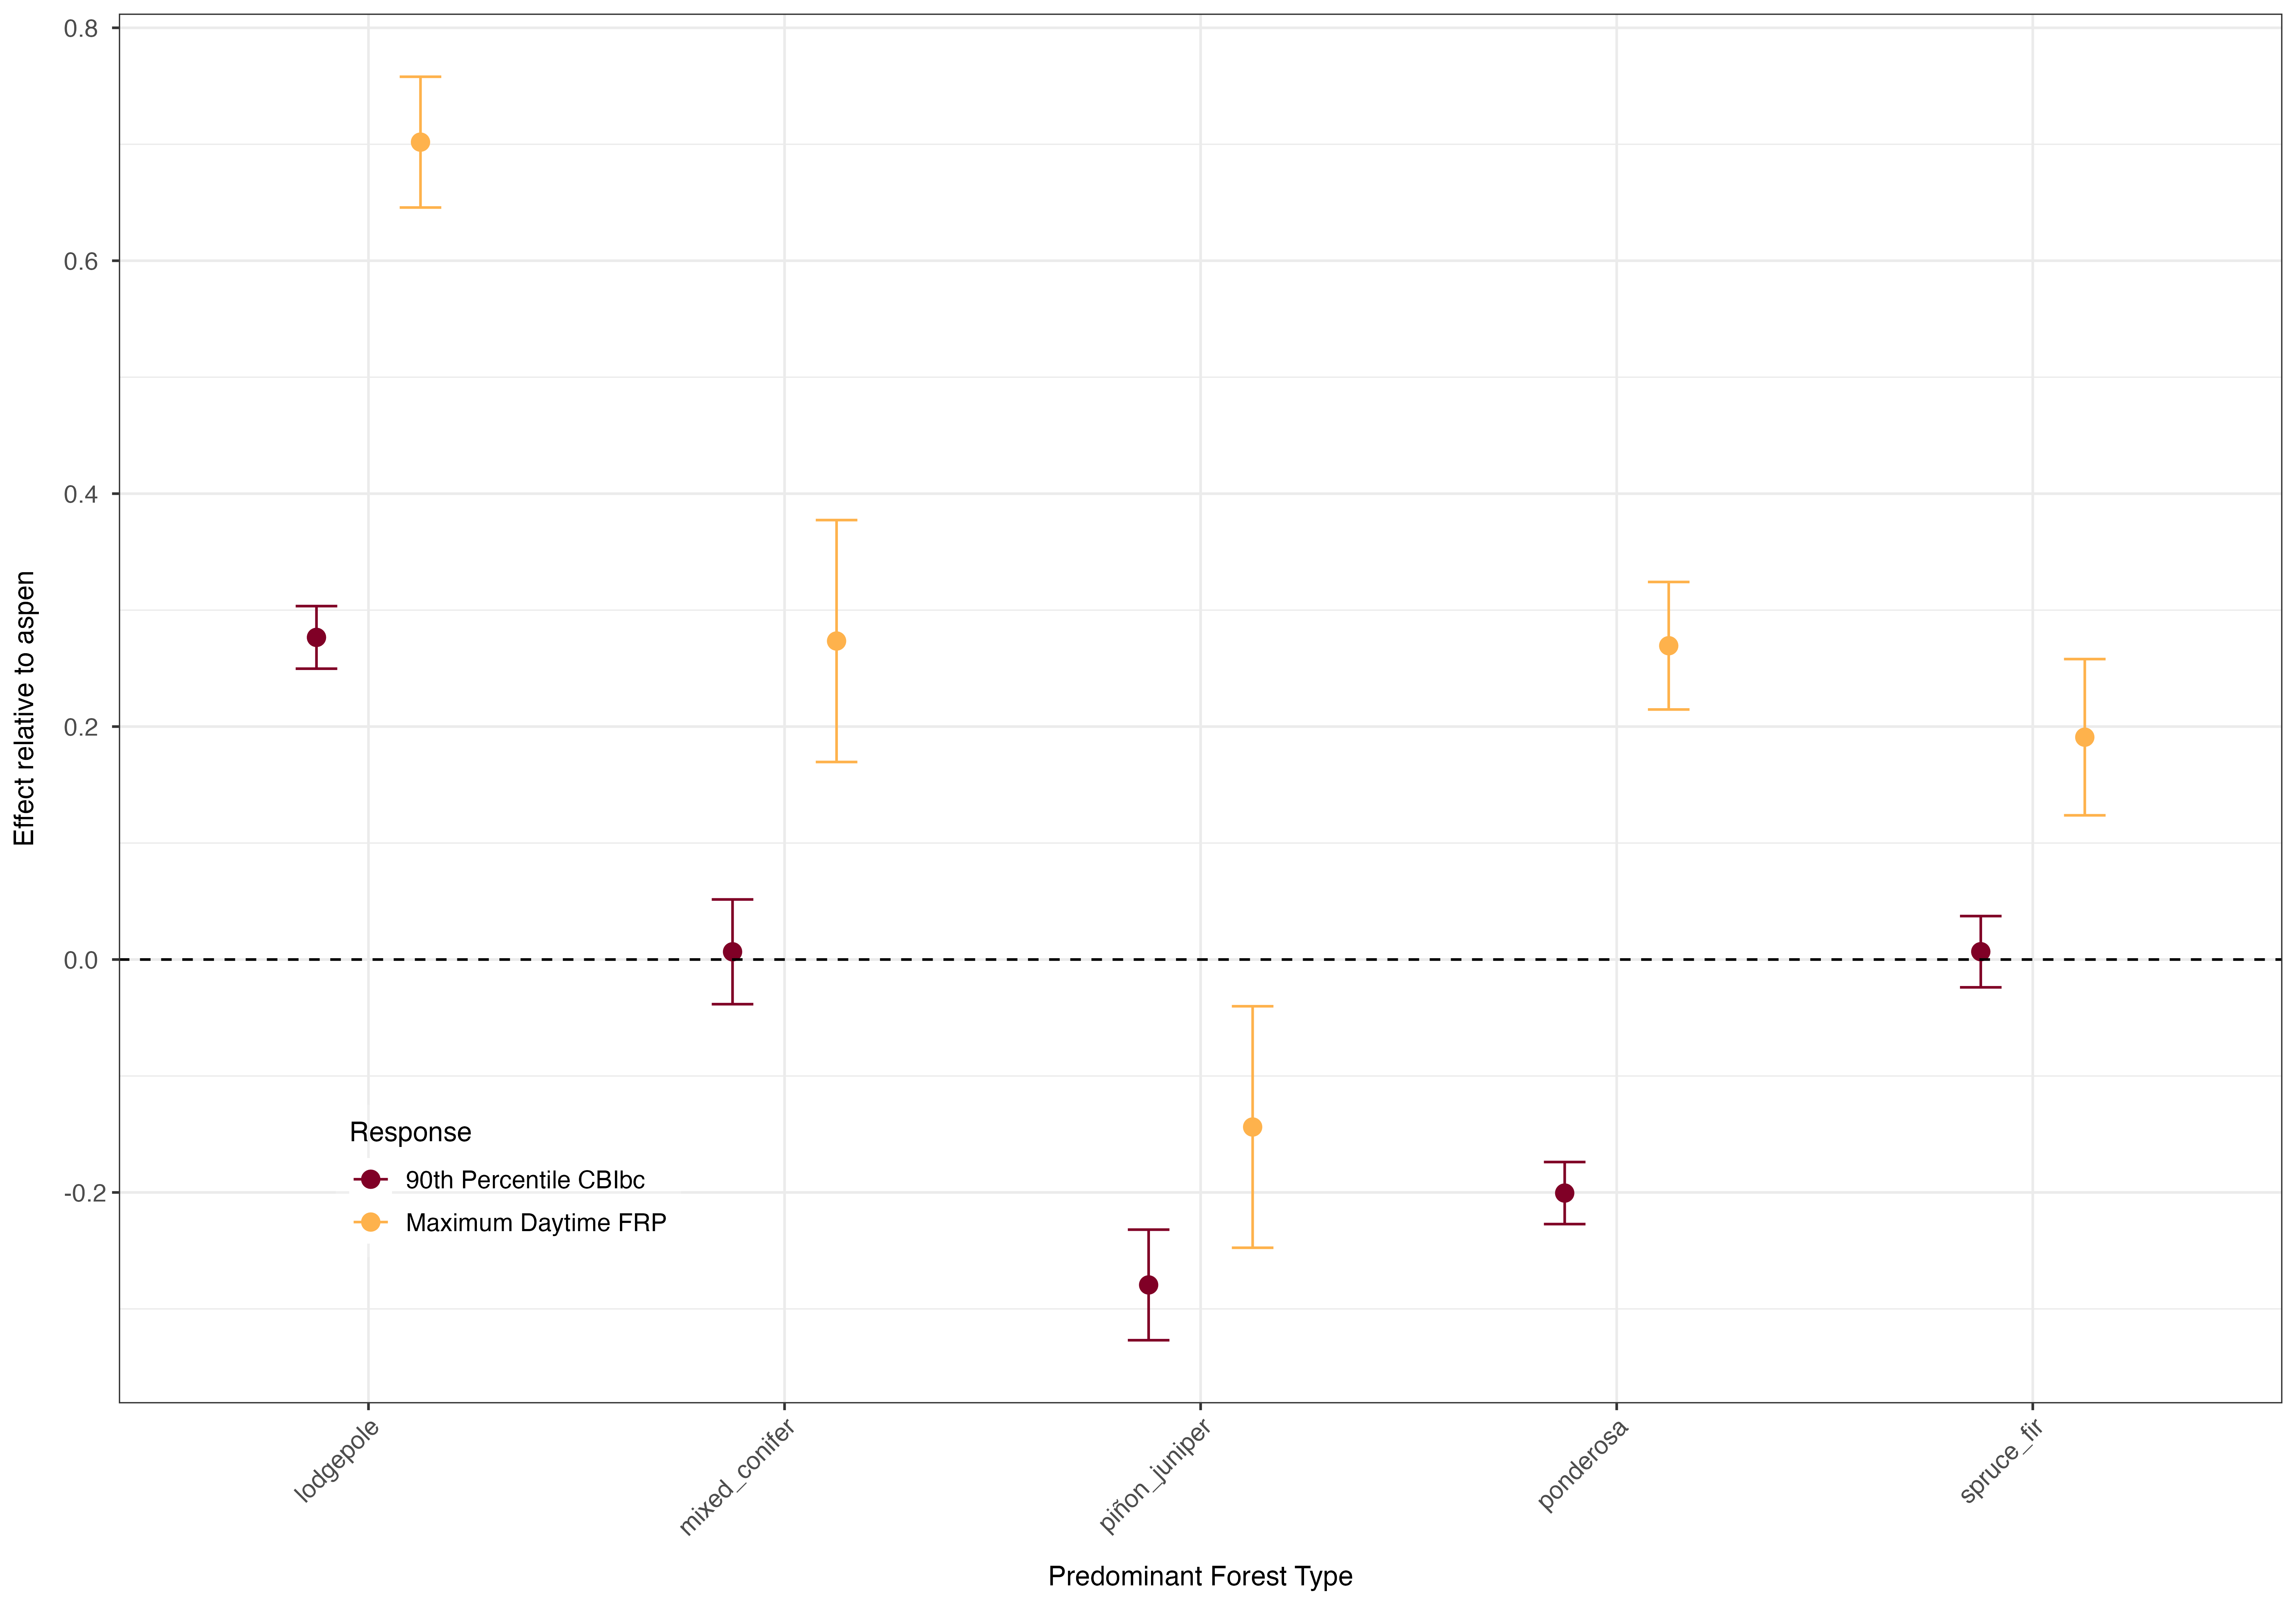 0.8
0.6
0.4
0.2
0.0
-0.2
Effect relative to aspen
Response
90th Percentile CBIbc
Maximum Daytime FRP
lodgepole
mixed_conifer
piñon_juniper
ponderosa
spruce_fir
Predominant Forest Type